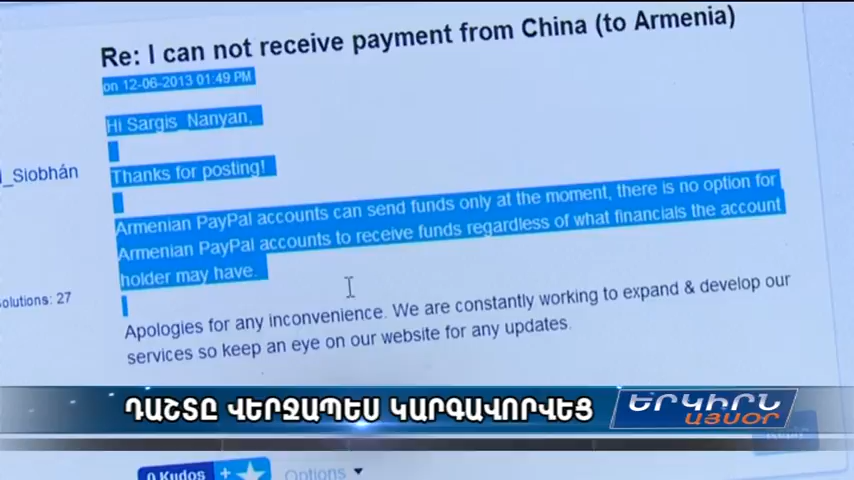 Re: I can not receive payment from China (to Armenia)
on 12-06-2013 01:49 PM
Hi Sargis_Nanyan,
_Siobhán
Thanks for posting!
Armenian PayPal accounts can send funds only at the moment, there is no option for
Armenian PayPal accounts to receive funds regardless of what financials the account
holder may have.
olutions: 27
Apologies for any inconvenience. We are constantly working to expand & develop our
services so keep an eye on our website for any updates.
ԴԱՇՏԸ ՎԵՐՋԱՊԵՍ ԿԱՐԳԱՎՈՐՎԵՑ
ԵՐԿԻՐՆ
ԱՅՍՕՐ
0 Kudos
Options